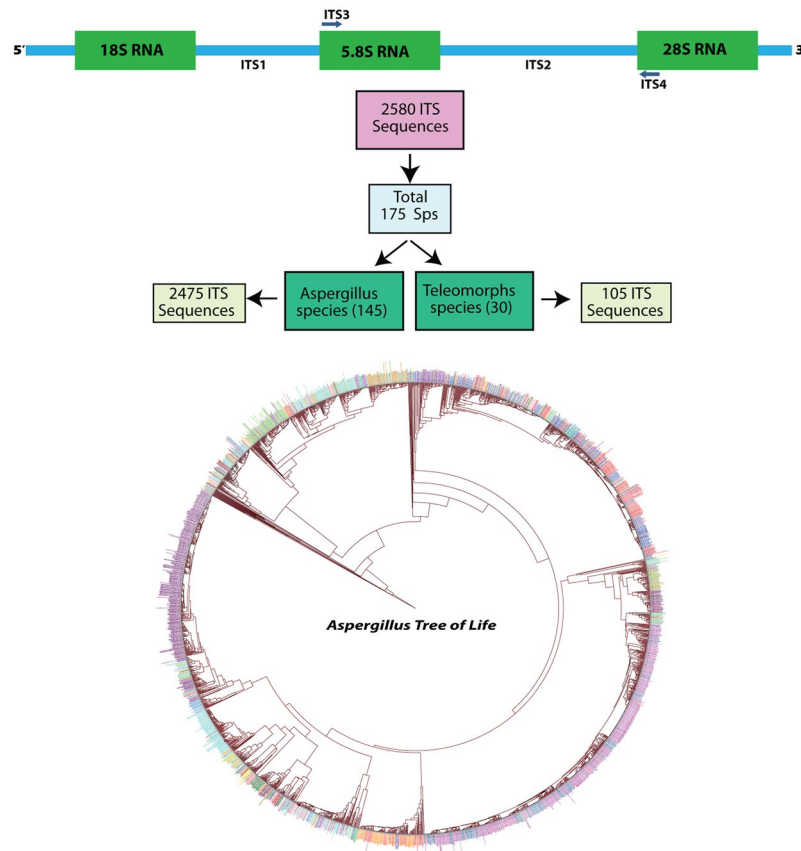 ITS3
5′
18S RNA
5.8S RNA
28S RNA
3′
ITS1
ITS2
ITS4
2580 ITS
Sequences
Total
175 Sps
2475 ITS
Sequences
Aspergillus
species (145)
Teleomorphs
species (30)
105 ITS
Sequences
Aspergillus Tree of Life